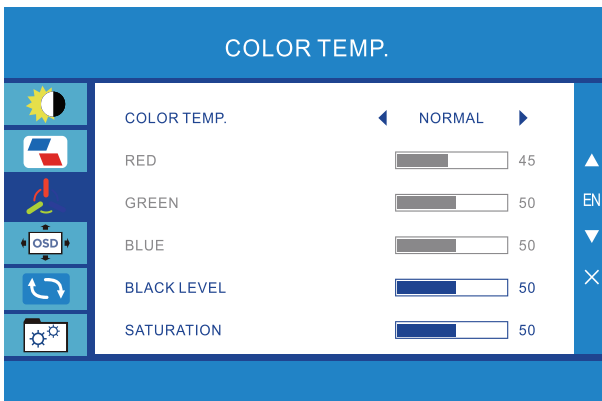 COLOR TEMP.
COLOR TEMP. NORMAL
RED 45
GREEN 50
BLUE 50
BLACK LEVEL 50
SATURATION 50
OSD
EN